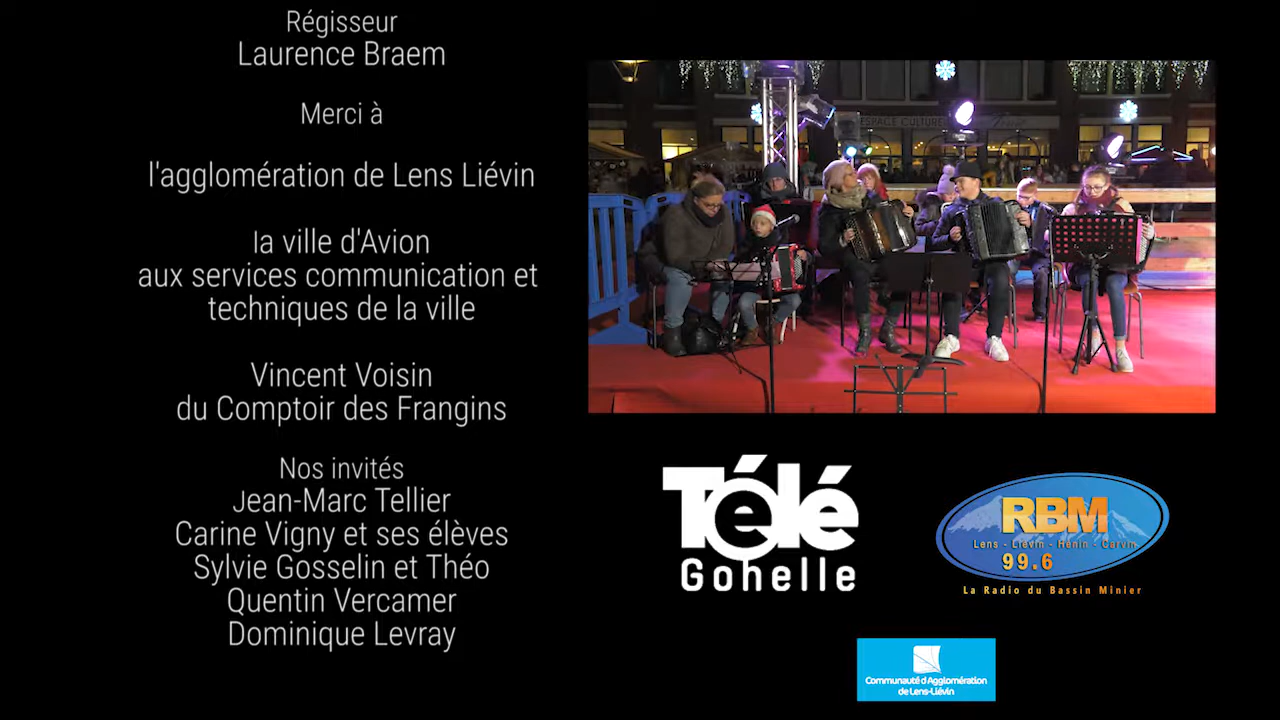 Régisseur
Laurence Braem
Merci à
l'agglomération de Lens Liévin
la ville d'Avion
aux services communication et
techniques de la ville
Vincent Voisin
du Comptoir des Frangins
Nos invités
Jean-Marc Tellier
Carine Vigny et ses élèves
Sylvie Gosselin et Théo
Quentin Vercamer
Dominique Levray
ESPACE CULTUREL
Télé
Gohelle
RBM
Lens - Liévin - Hénin - Carvin
99.6
La Radio du Bassin Minier
Communauté d'Agglomération
de Lens-Liévin